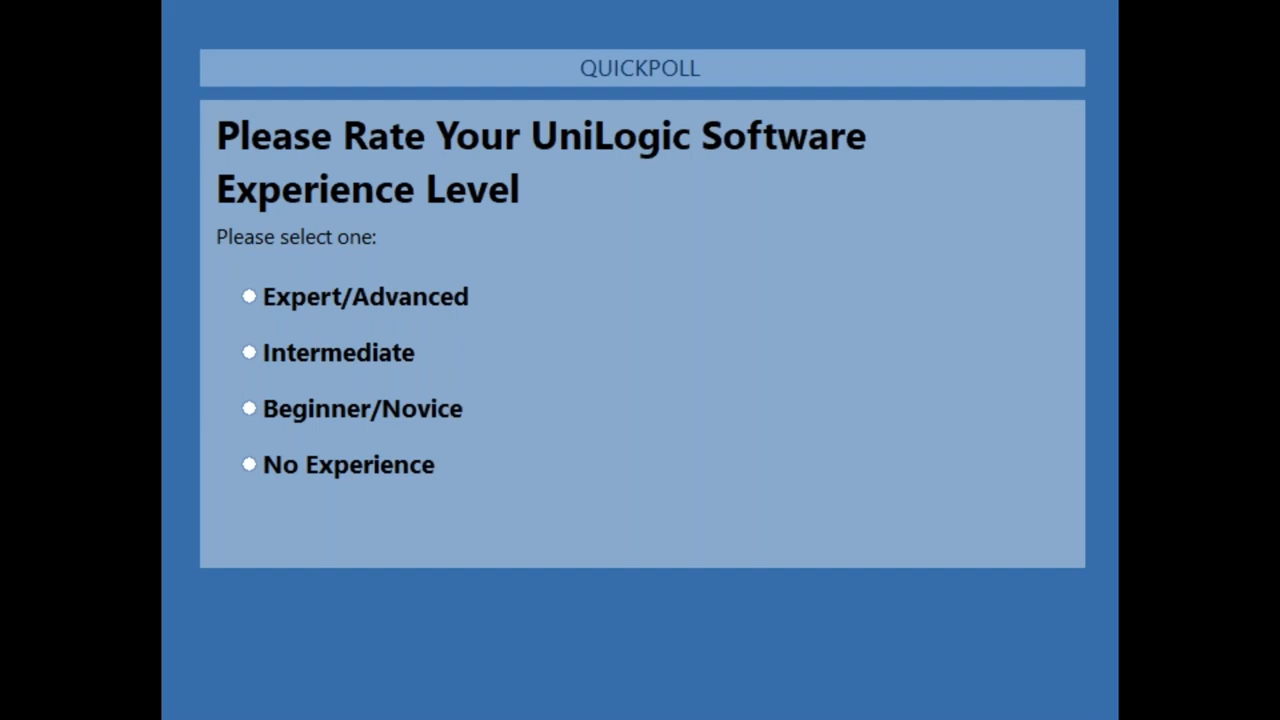 QUICKPOLL
Please Rate Your UniLogic Software
Experience Level
Please select one:
Expert/Advanced
Intermediate
Beginner/Novice
No Experience